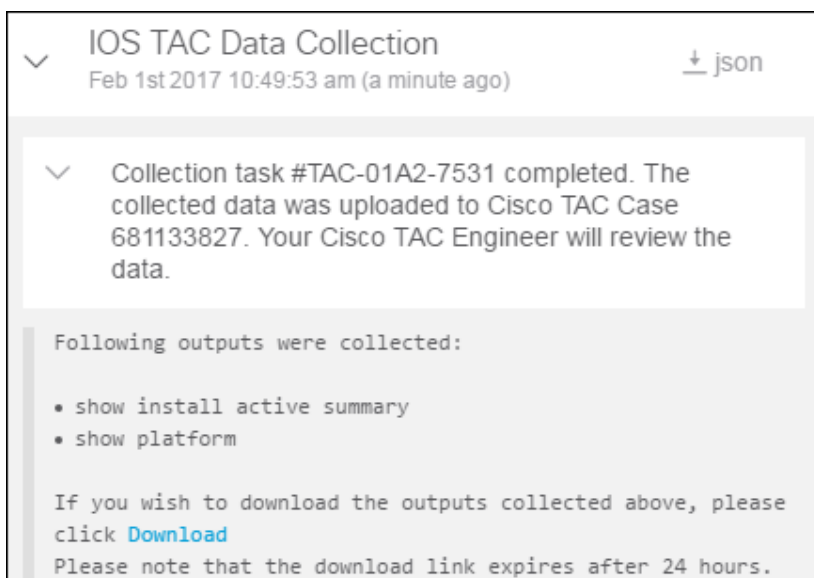 IOS TAC Data Collection
Feb 1st 2017 10:49:53 am (a minute ago)
json
Collection task #TAC-01A2-7531 completed. The
collected data was uploaded to Cisco TAC Case
681133827. Your Cisco TAC Engineer will review the
data.
Following outputs were collected:
• show install active summary
• show platform
If you wish to download the outputs collected above, please
click Download
Please note that the download link expires after 24 hours.